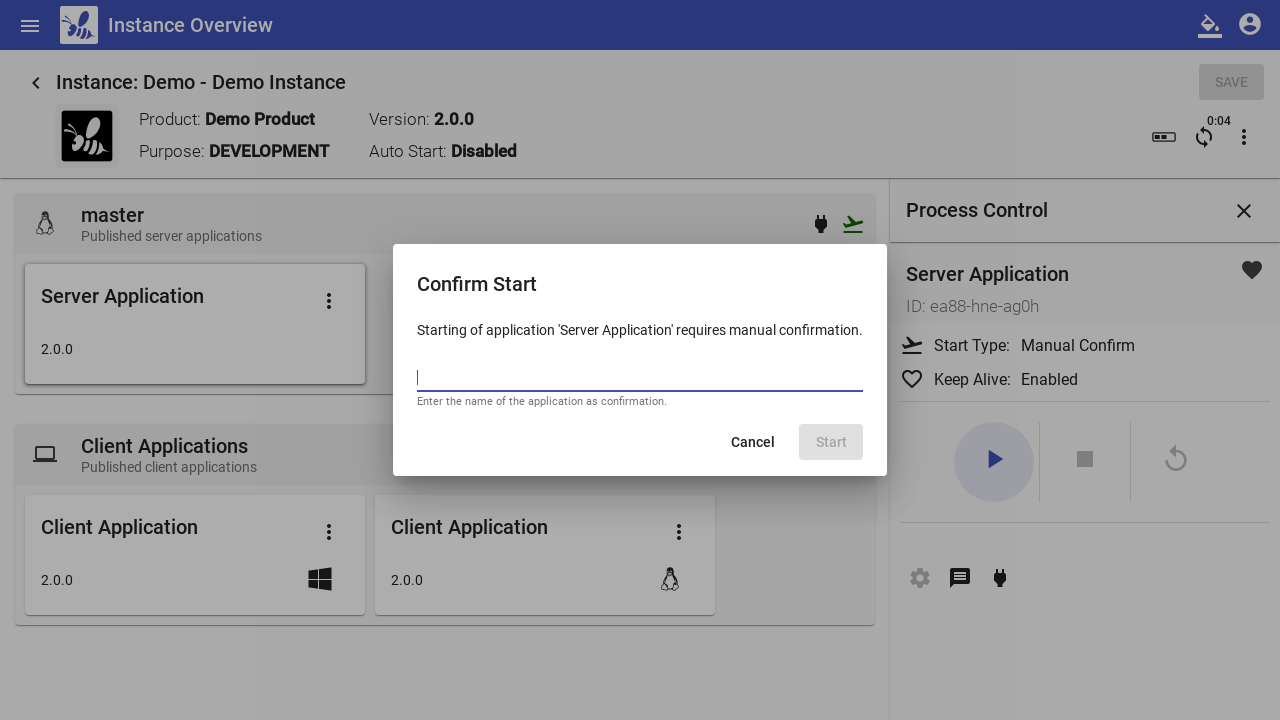 Instance Overview
Instance: Demo - Demo Instance
SAVE
Product: Demo Product
Version: 2.0.0
Purpose: DEVELOPMENT
Auto Start: Disabled
0:04
master
Published server applications
Server Application
2.0.0
Client Applications
Published client applications
Client Application
2.0.0
Client Application
2.0.0
Confirm Start
Starting of application 'Server Application' requires manual confirmation.
Enter the name of the application as confirmation.
Cancel
Start
Process Control
Server Application
ID: ea88-hne-ag0h
Start Type: Manual Confirm
Keep Alive: Enabled